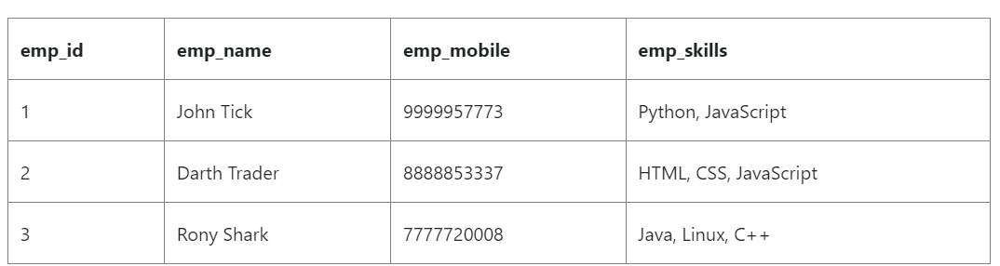 emp_id emp_name emp_mobile emp_skills
1 John Tick 9999957773 Python, JavaScript
2 Darth Trader 8888853337 HTML, CSS, JavaScript
3 Rony Shark 7777720008 Java, Linux, C++